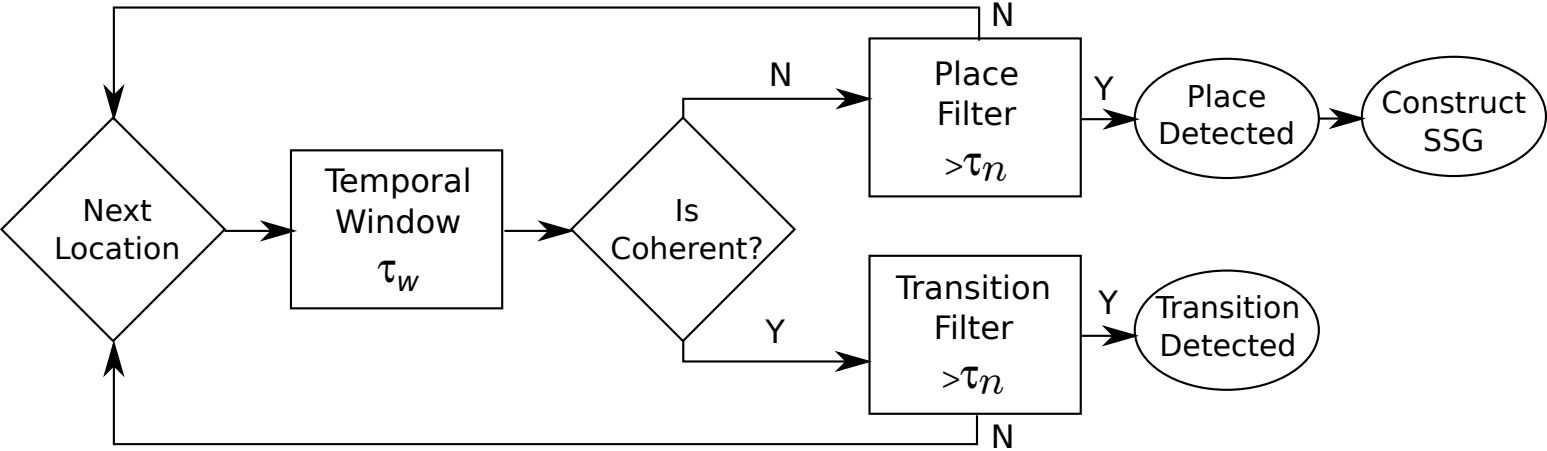 Next
Location
Temporal
Window
τw
Is
Coherent?
N
Y
Place
Filter
>τn
N
Y
Place
Detected
Construct
SSG
Transition
Filter
>τn
Y
N
Transition
Detected